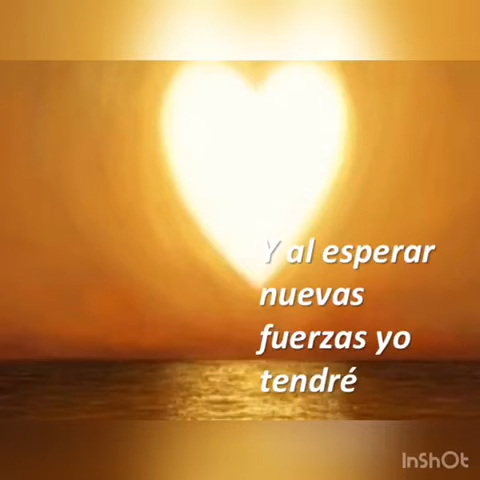 Y al esperar
nuevas
fuerzas yo
tendré
InShOt